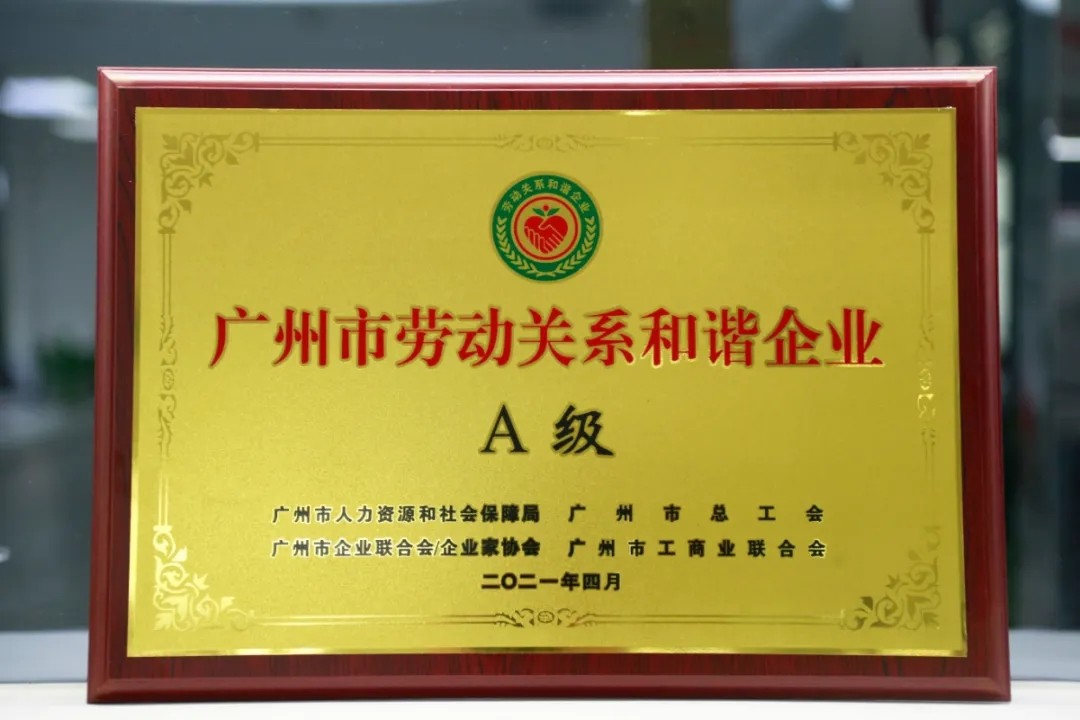 劳动关系和谐企业
广州市劳动关系和谐企业
A级
广州市人力资源和社会保障局 广州市总工会
广州市企业联合会/企业家协会 广州市工商业联合会
二〇二一年四月